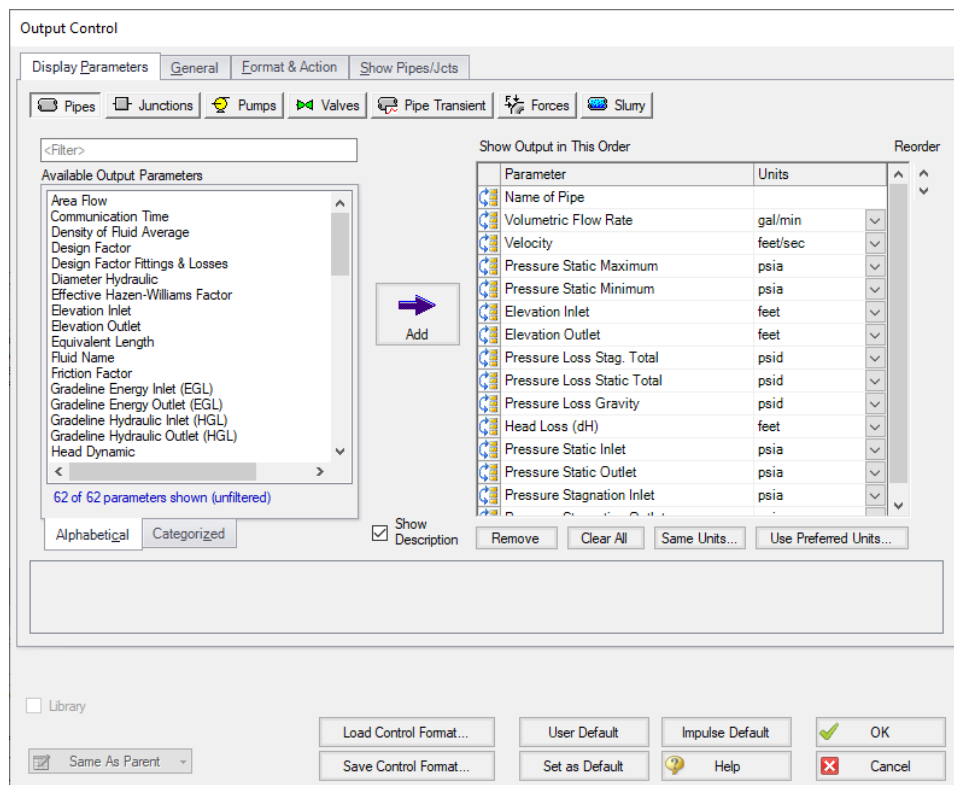 Output Control
Display Parameters
General
Format & Action
Show Pipes/Jcts
Pipes
Junctions
Pumps
Valves
Pipe Transient
Forces
Slurry
<Filter>
Available Output Parameters
Area Flow
Communication Time
Density of Fluid Average
Design Factor
Design Factor Fittings & Losses
Diameter Hydraulic
Effective Hazen-Williams Factor
Elevation Inlet
Elevation Outlet
Equivalent Length
Fluid Name
Friction Factor
Gradeline Energy Inlet (EGL)
Gradeline Energy Outlet (EGL)
Gradeline Hydraulic Inlet (HGL)
Gradeline Hydraulic Outlet (HGL)
Head Dynamic
62 of 62 parameters shown (unfiltered)
Alphabetical
Categorized
Add
Show
Description
Show Output in This Order
Reorder
Parameter Units
Name of Pipe
Volumetric Flow Rate gal/min
Velocity feet/sec
Pressure Static Maximum psia
Pressure Static Minimum psia
Elevation Inlet feet
Elevation Outlet feet
Pressure Loss Stag. Total psid
Pressure Loss Static Total psid
Pressure Loss Gravity psid
Head Loss (dH) feet
Pressure Static Inlet psia
Pressure Static Outlet psia
Pressure Stagnation Inlet psia
Remove
Clear All
Same Units...
Use Preferred Units...
Library
Same As Parent
Load Control Format...
User Default
Impulse Default
OK
Save Control Format...
Set as Default
Help
Cancel